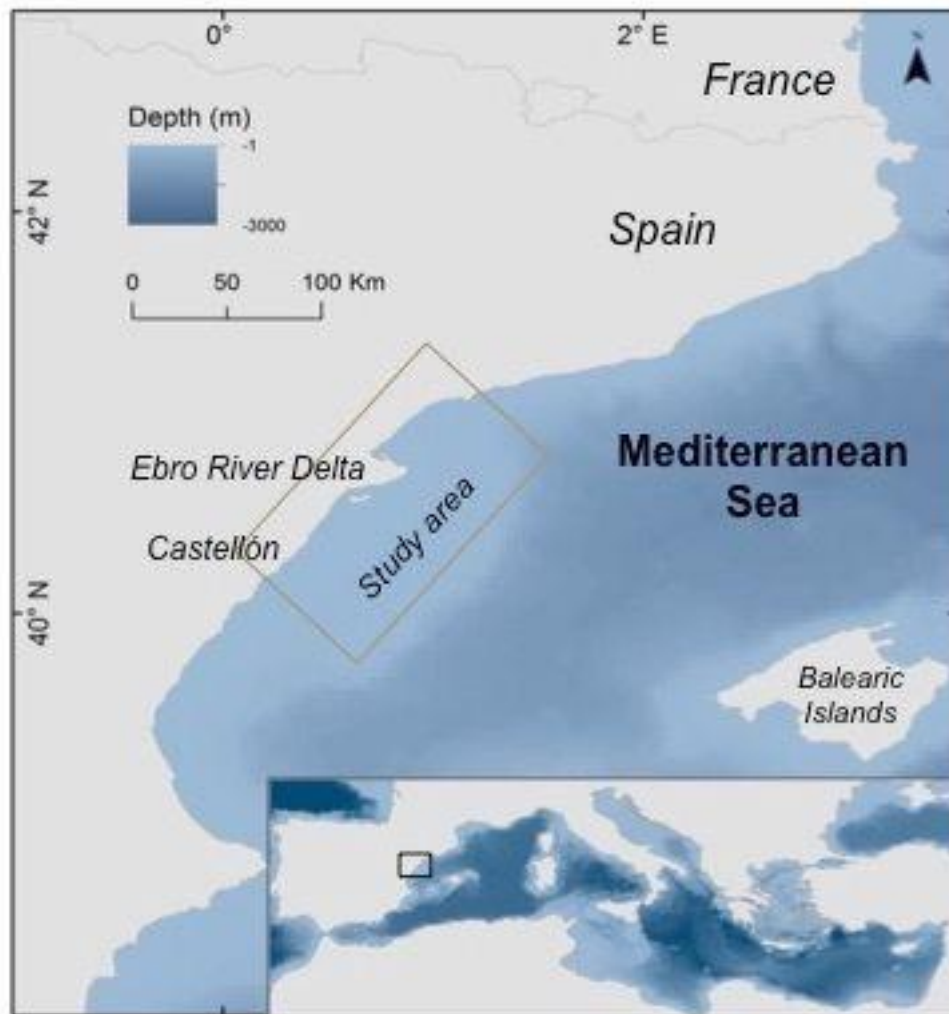 0°
2° E
France
Depth (m)
-1
-3000
42° N
Spain
0 50 100 Km
Mediterranean
Sea
Ebro River Delta
Study area
Castellón
40° N
Balearic
Islands